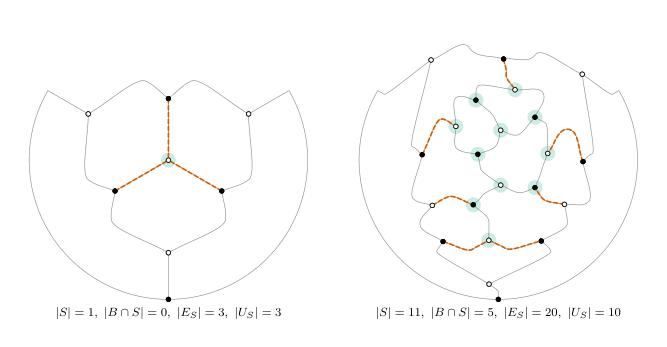 |S| = 1, |B ∩ S| = 0, |E_S| = 3, |U_S| = 3
|S| = 11, |B ∩ S| = 5, |E_S| = 20, |U_S| = 10